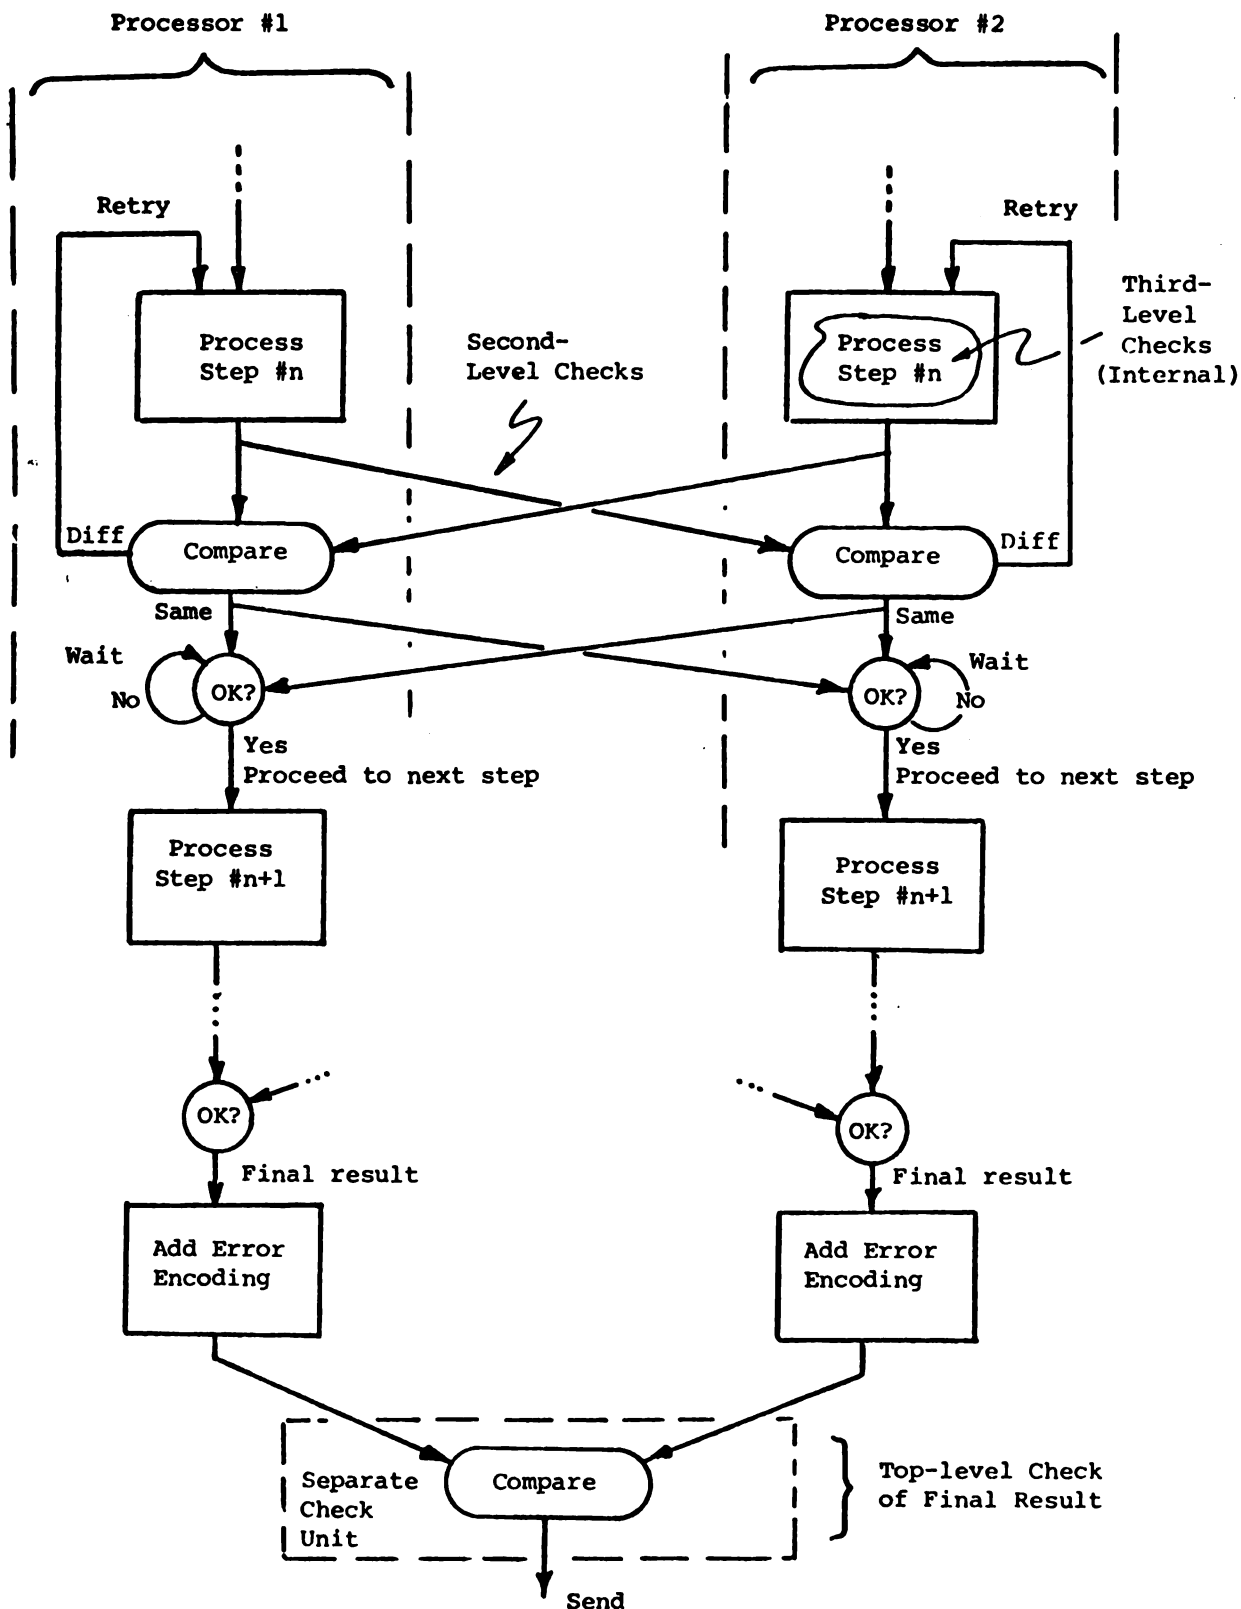 Processor #1
Processor #2
Retry
Retry
Process
Step #n
Second-
Level Checks
Process
Step #n
Third-
Level
Checks
(Internal)
Diff
Compare
Compare
Diff
Same
Same
Wait
No
OK?
OK?
Wait
No
Yes
Proceed to next step
Yes
Proceed to next step
Process
Step #n+1
Process
Step #n+1
OK?
OK?
Final result
Final result
Add Error
Encoding
Add Error
Encoding
Separate
Check
Unit
Compare
Top-level Check
of Final Result
Send